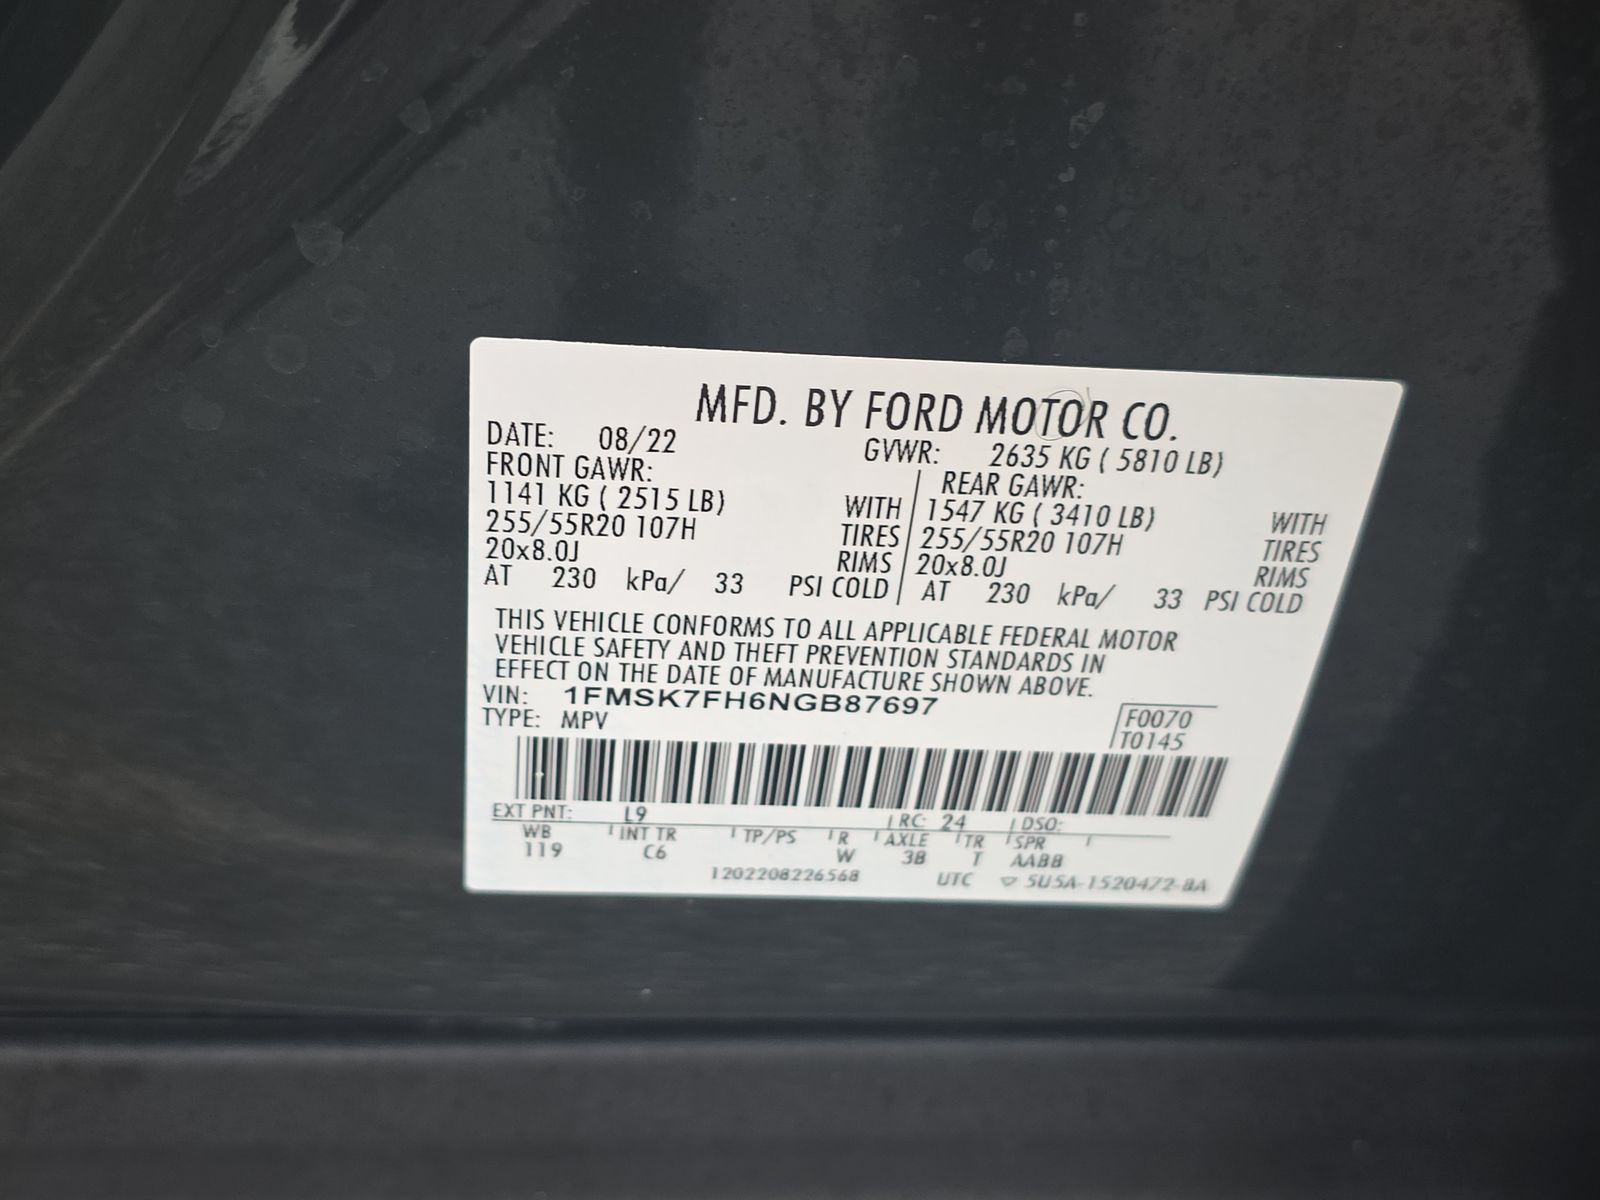 MFD. BY FORD MOTOR CO.
DATE: 08/22 GVWR: 2635 KG ( 5810 LB)
FRONT GAWR: REAR GAWR:
1141 KG ( 2515 LB) WITH 1547 KG ( 3410 LB) WITH
255/55R20 107H TIRES 255/55R20 107H TIRES
20x8.0J RIMS 20x8.0J RIMS
AT 230 kPa/ 33 PSI COLD AT 230 kPa/ 33 PSI COLD
THIS VEHICLE CONFORMS TO ALL APPLICABLE FEDERAL MOTOR
VEHICLE SAFETY AND THEFT PREVENTION STANDARDS IN
EFFECT ON THE DATE OF MANUFACTURE SHOWN ABOVE.
VIN: 1FMSK7FH6NGB87697
TYPE: MPV
F0070
T0145
EXT PNT: L9 RC: 24 DSO:
WB INT TR TP/PS R AXLE TR SPR
119 C6 W 3B T AABB
1202208226568 UTC ▽ 5U5A-1520472-BA